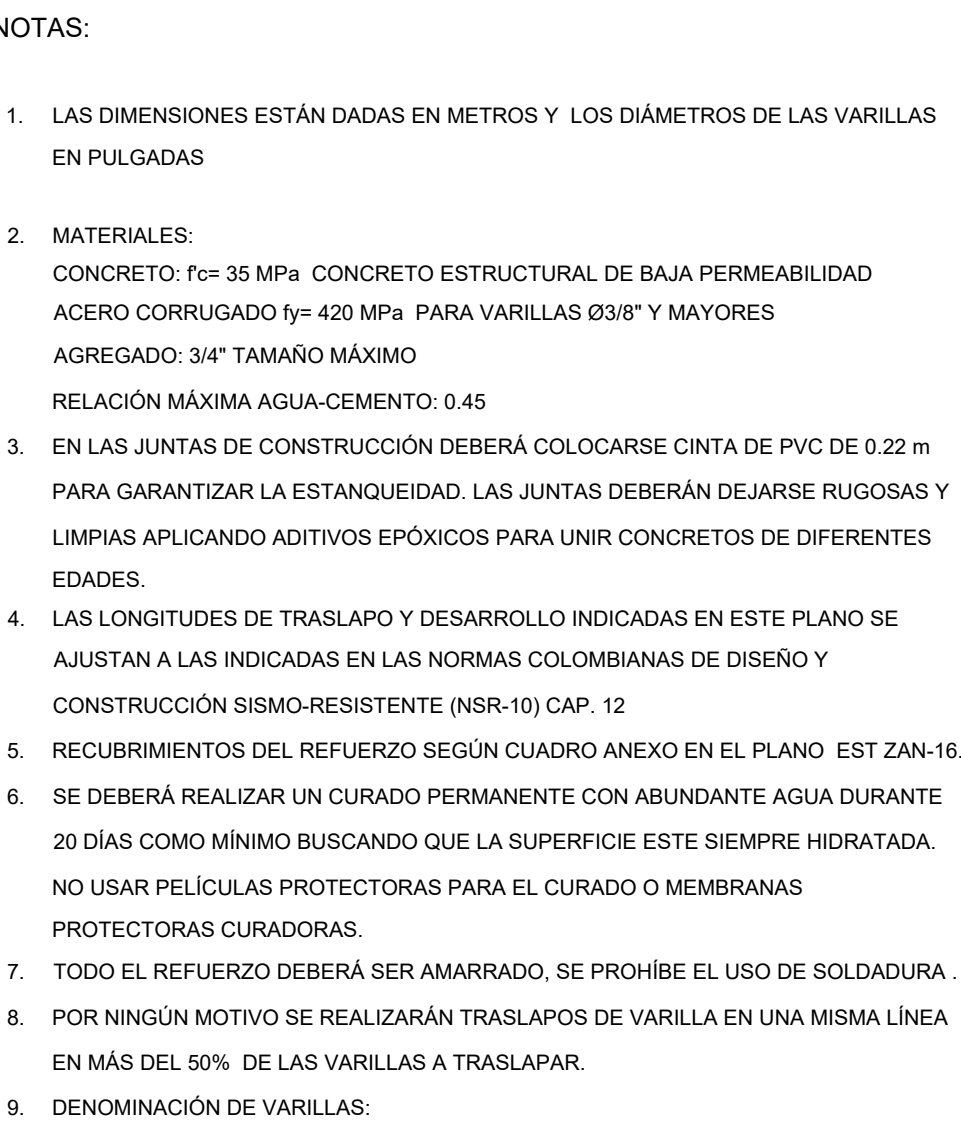 NOTAS:
1. LAS DIMENSIONES ESTÁN DADAS EN METROS Y LOS DIÁMETROS DE LAS VARILLAS
EN PULGADAS
2. MATERIALES:
CONCRETO: f'c= 35 MPa CONCRETO ESTRUCTURAL DE BAJA PERMEABILIDAD
ACERO CORRUGADO fy= 420 MPa PARA VARILLAS Ø3/8" Y MAYORES
AGREGADO: 3/4" TAMAÑO MÁXIMO
RELACIÓN MÁXIMA AGUA-CEMENTO: 0.45
3. EN LAS JUNTAS DE CONSTRUCCIÓN DEBERÁ COLOCARSE CINTA DE PVC DE 0.22 m
PARA GARANTIZAR LA ESTANQUEIDAD. LAS JUNTAS DEBERÁN DEJARSE RUGOSAS Y
LIMPIAS APLICANDO ADITIVOS EPÓXICOS PARA UNIR CONCRETOS DE DIFERENTES
EDADES.
4. LAS LONGITUDES DE TRASLAPO Y DESARROLLO INDICADAS EN ESTE PLANO SE
AJUSTAN A LAS INDICADAS EN LAS NORMAS COLOMBIANAS DE DISEÑO Y
CONSTRUCCIÓN SISMO-RESISTENTE (NSR-10) CAP. 12
5. RECUBRIMIENTOS DEL REFUERZO SEGÚN CUADRO ANEXO EN EL PLANO EST ZAN-16.
6. SE DEBERÁ REALIZAR UN CURADO PERMANENTE CON ABUNDANTE AGUA DURANTE
20 DÍAS COMO MÍNIMO BUSCANDO QUE LA SUPERFICIE ESTE SIEMPRE HIDRATADA.
NO USAR PELÍCULAS PROTECTORAS PARA EL CURADO O MEMBRANAS
PROTECTORAS CURADORAS.
7. TODO EL REFUERZO DEBERÁ SER AMARRADO, SE PROHÍBE EL USO DE SOLDADURA .
8. POR NINGÚN MOTIVO SE REALIZARÁN TRASLAPOS DE VARILLA EN UNA MISMA LÍNEA
EN MÁS DEL 50% DE LAS VARILLAS A TRASLAPAR.
9. DENOMINACIÓN DE VARILLAS: